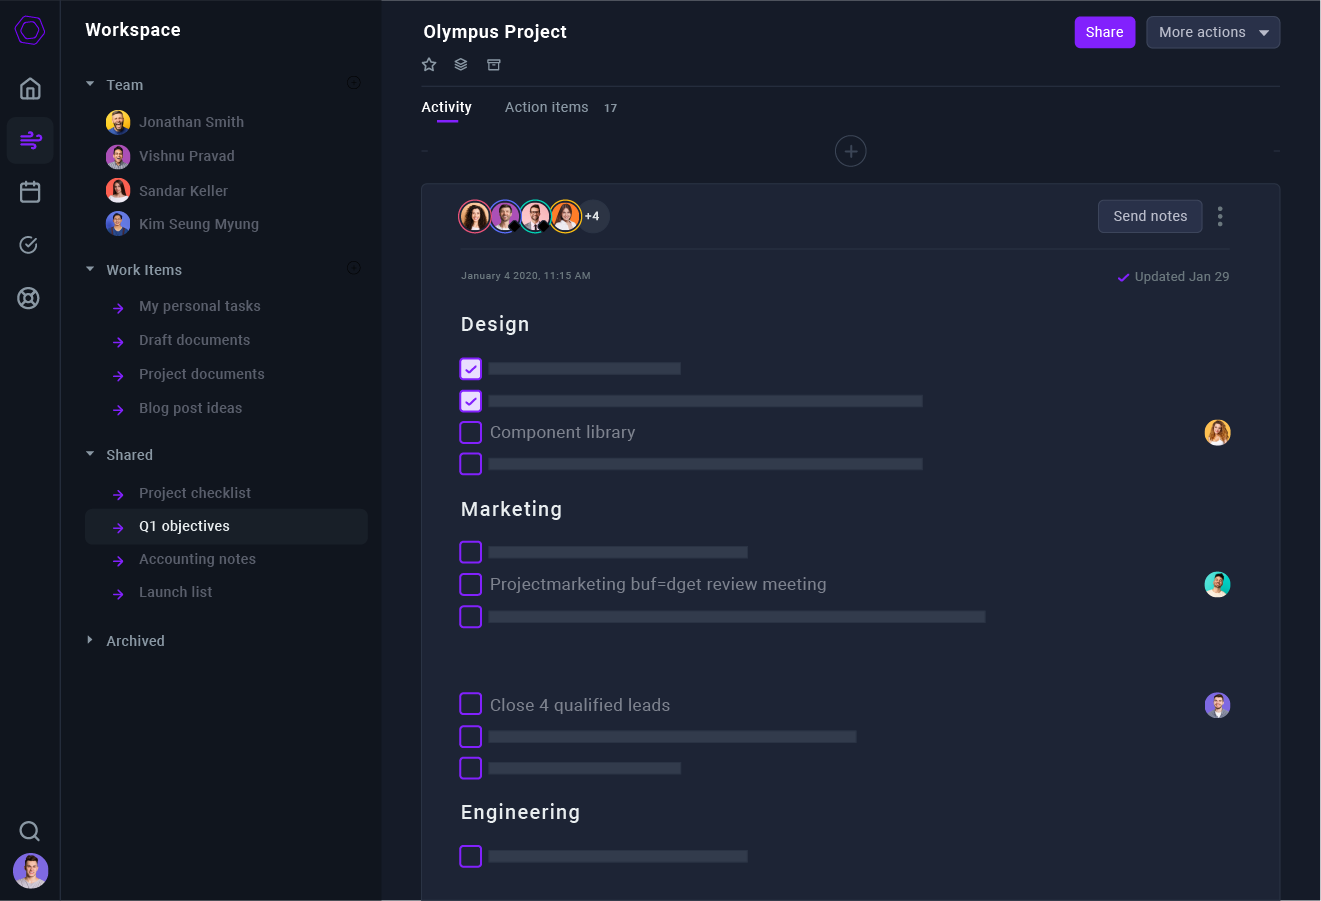 Workspace
Team
Jonathan Smith
Vishnu Pravad
Sandar Keller
Kim Seung Myung
Work Items
My personal tasks
Draft documents
Project documents
Blog post ideas
Shared
Project checklist
Q1 objectives
Accounting notes
Launch list
Archived
Olympus Project
Share
More actions
Activity
Action items 17
+4
Send notes
January 4 2020, 11:15 AM
Updated Jan 29
Design
Component library
Marketing
Projectmarketing buf=dget review meeting
Close 4 qualified leads
Engineering